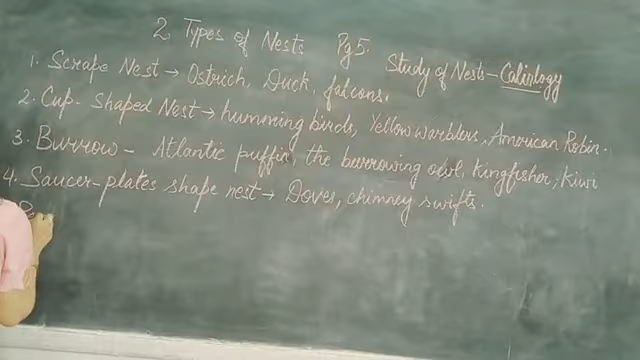 2. Types of Nests Pg 5. Study of Nests - Caliology
1. Scrape Nest → Ostrich, Duck, falcons.
2. Cup-Shaped Nest → humming birds, Yellow warblers, American Robin.
3. Burrow - Atlantic puffin, the burrowing owl, kingfisher, kiwi
4. Saucer-plates shape nest → Doves, chimney swifts.